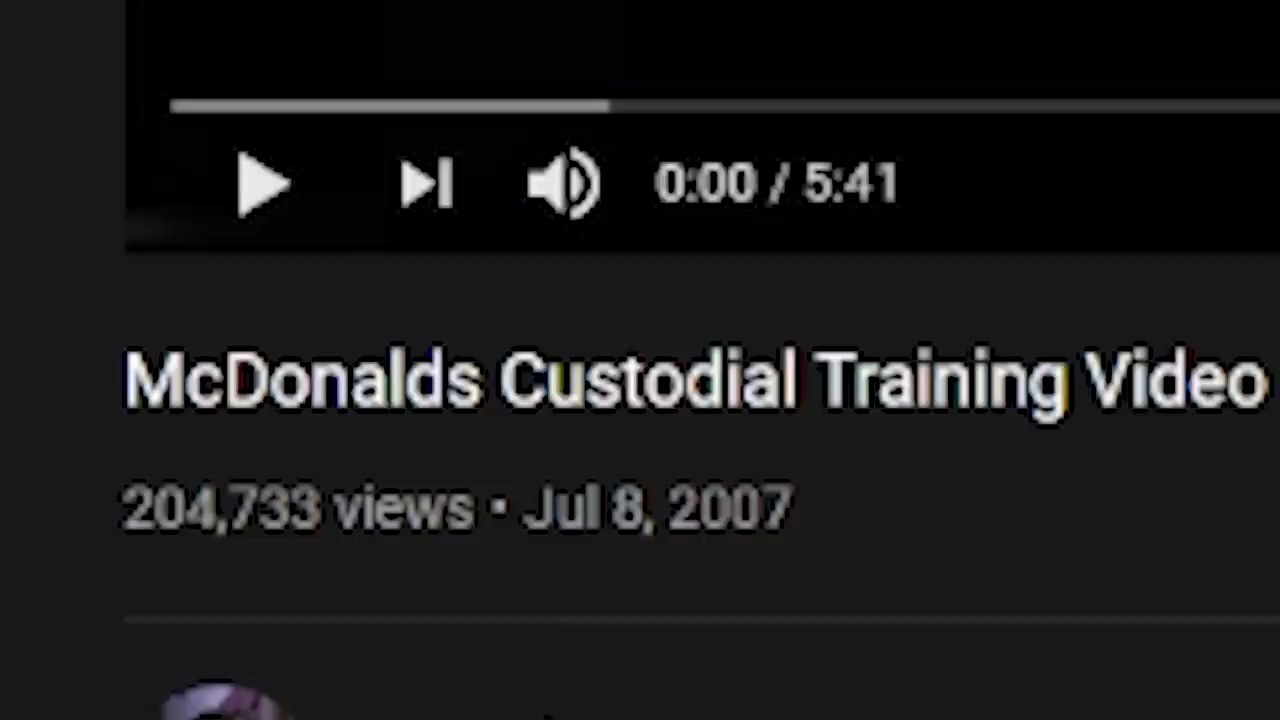 0:00 / 5:41
McDonalds Custodial Training Video
204,733 views • Jul 8, 2007